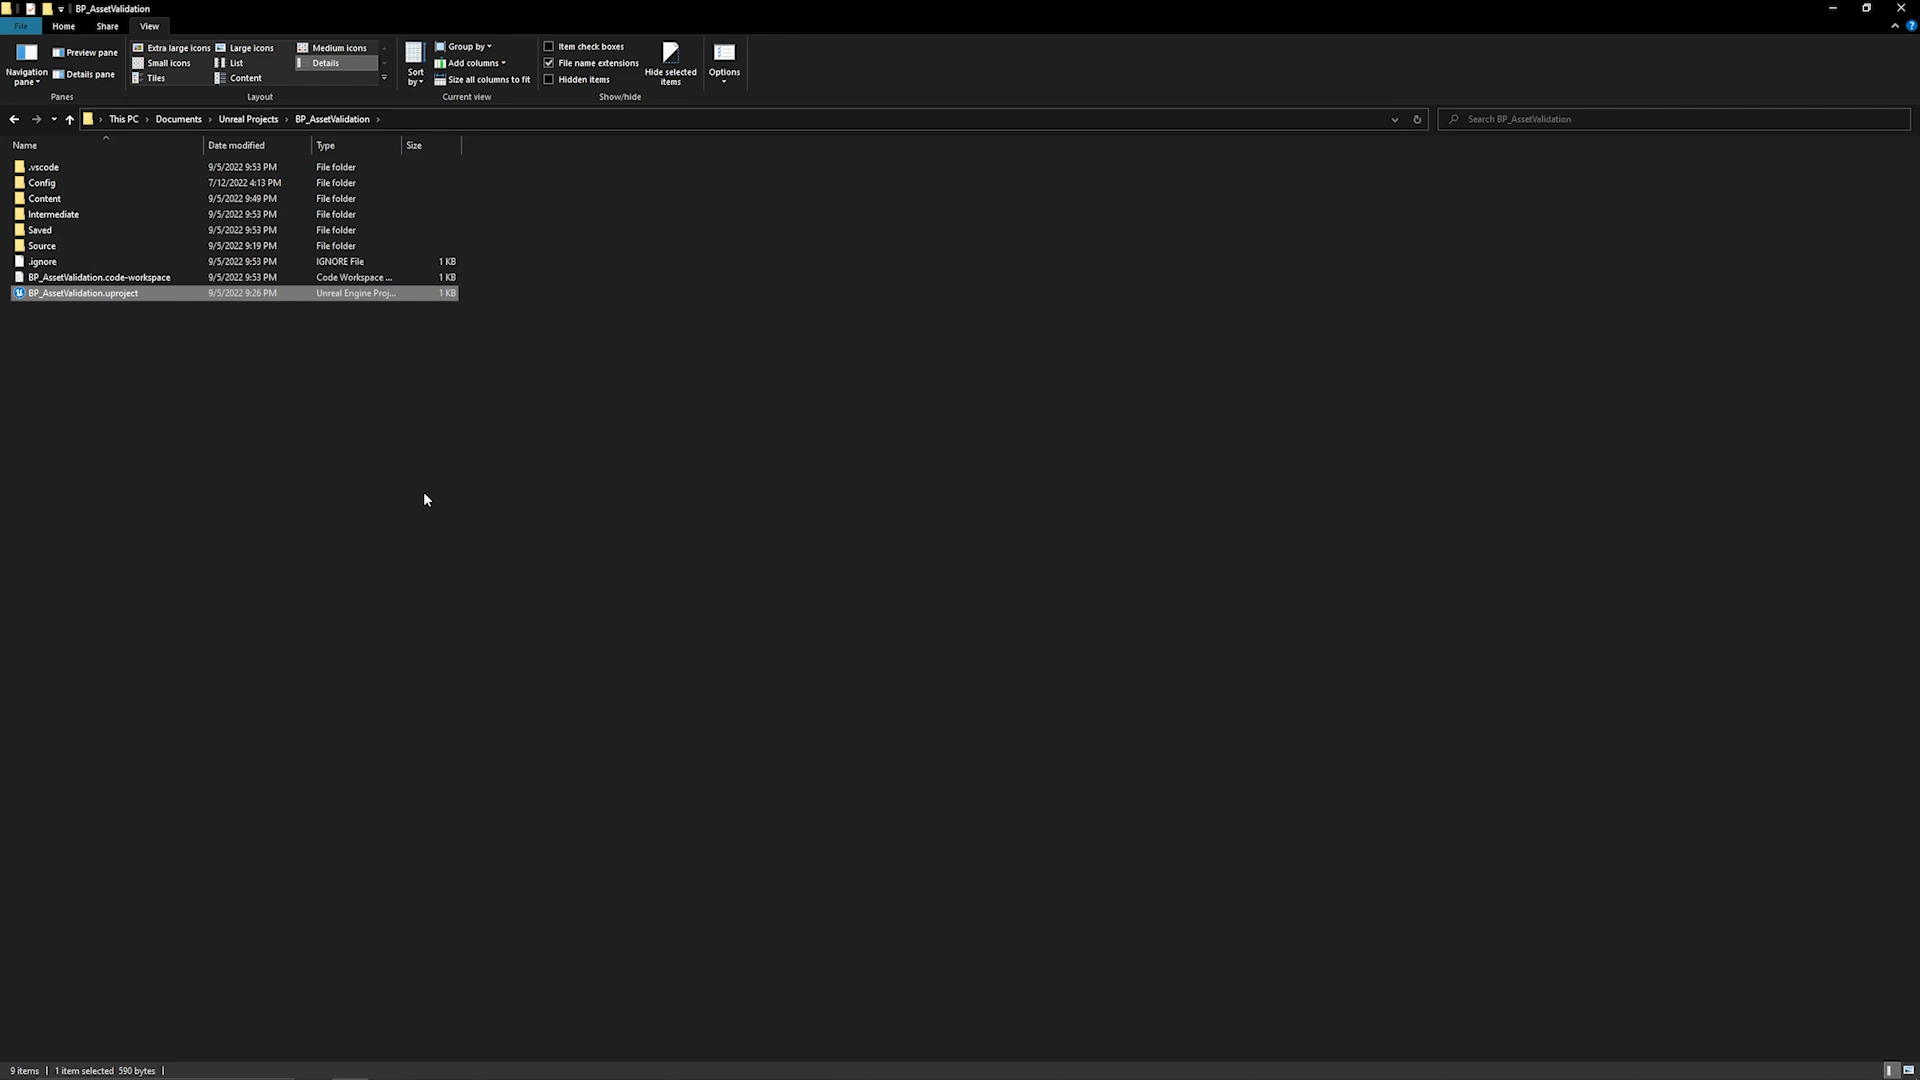 BP_AssetValidation
File Home Share View
Navigation pane
Preview pane
Details pane
Panes
Extra large icons Large icons Medium icons
Small icons List Details
Tiles Content
Layout
Sort by
Group by
Add columns
Size all columns to fit
Current view
Item check boxes
File name extensions
Hidden items
Hide selected items
Show/hide
Options
This PC › Documents › Unreal Projects › BP_AssetValidation ›
Search BP_AssetValidation
Name Date modified Type Size
.vscode 9/5/2022 9:53 PM File folder
Config 7/12/2022 4:13 PM File folder
Content 9/5/2022 9:49 PM File folder
Intermediate 9/5/2022 9:53 PM File folder
Saved 9/5/2022 9:53 PM File folder
Source 9/5/2022 9:19 PM File folder
.ignore 9/5/2022 9:53 PM IGNORE File 1 KB
BP_AssetValidation.code-workspace 9/5/2022 9:53 PM Code Workspace ... 1 KB
BP_AssetValidation.uproject 9/5/2022 9:26 PM Unreal Engine Proj... 1 KB
9 items 1 item selected 590 bytes